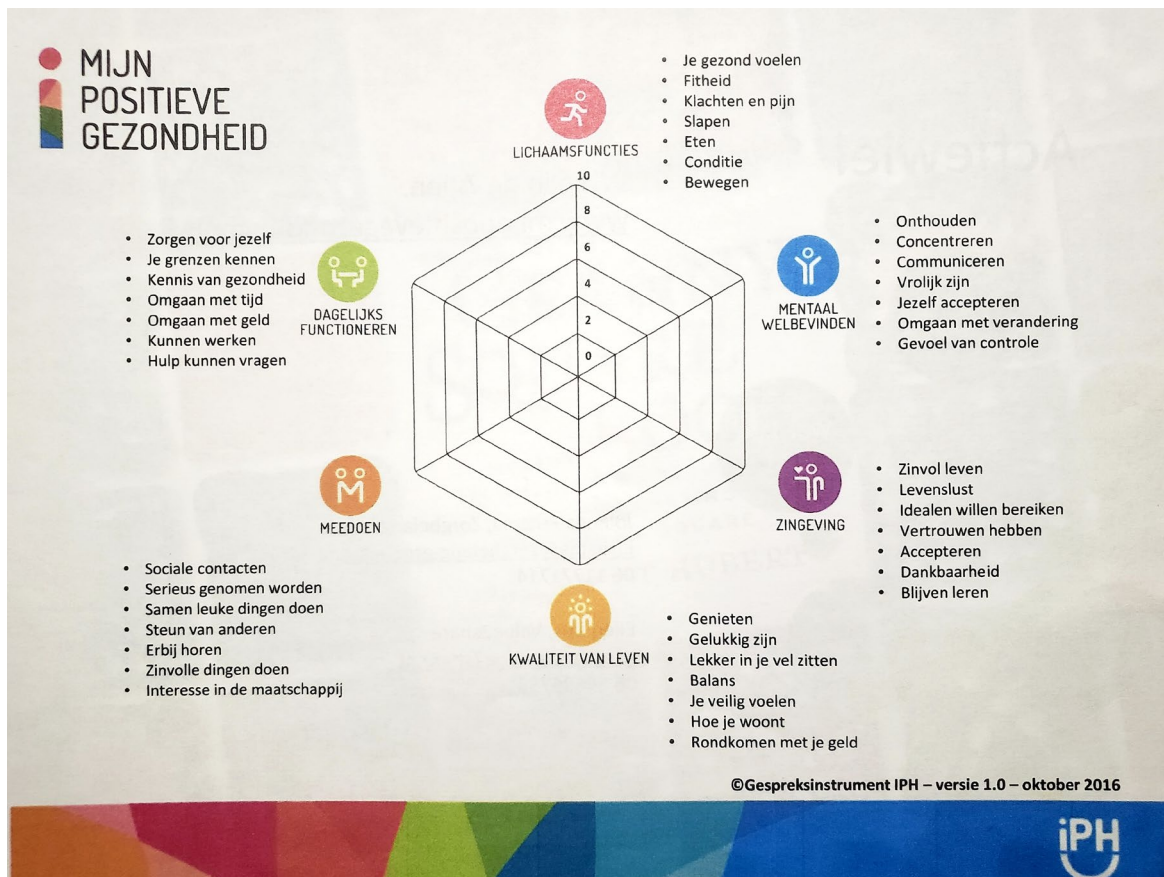 MIJN
POSITIEVE
GEZONDHEID
LICHAAMSFUNCTIES
• Je gezond voelen
• Fitheid
• Klachten en pijn
• Slapen
• Eten
• Conditie
• Bewegen
10
8
6
4
2
0
• Zorgen voor jezelf
• Je grenzen kennen
• Kennis van gezondheid
• Omgaan met tijd
• Omgaan met geld
• Kunnen werken
• Hulp kunnen vragen
DAGELIJKS
FUNCTIONEREN
MENTAAL
WELBEVINDEN
• Onthouden
• Concentreren
• Communiceren
• Vrolijk zijn
• Jezelf accepteren
• Omgaan met verandering
• Gevoel van controle
MEEDOEN
• Sociale contacten
• Serieus genomen worden
• Samen leuke dingen doen
• Steun van anderen
• Erbij horen
• Zinvolle dingen doen
• Interesse in de maatschappij
ZINGEVING
• Zinvol leven
• Levenslust
• Idealen willen bereiken
• Vertrouwen hebben
• Accepteren
• Dankbaarheid
• Blijven leren
KWALITEIT VAN LEVEN
• Genieten
• Gelukkig zijn
• Lekker in je vel zitten
• Balans
• Je veilig voelen
• Hoe je woont
• Rondkomen met je geld
©Gespreksinstrument IPH – versie 1.0 – oktober 2016
iPH